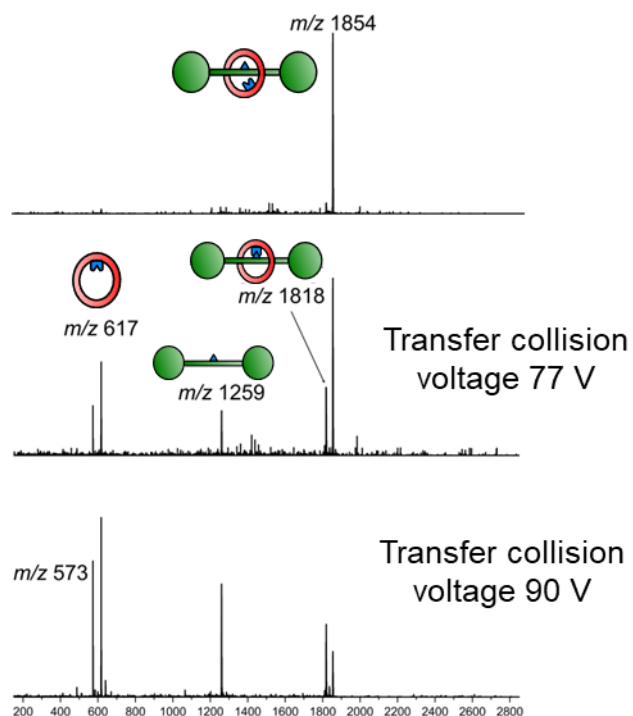 m/z 1854
m/z 617
m/z 1818
m/z 1259
Transfer collision
voltage 77 V
m/z 573
Transfer collision
voltage 90 V
200 400 600 800 1000 1200 1400 1600 1800 2000 2200 2400 2600 2800